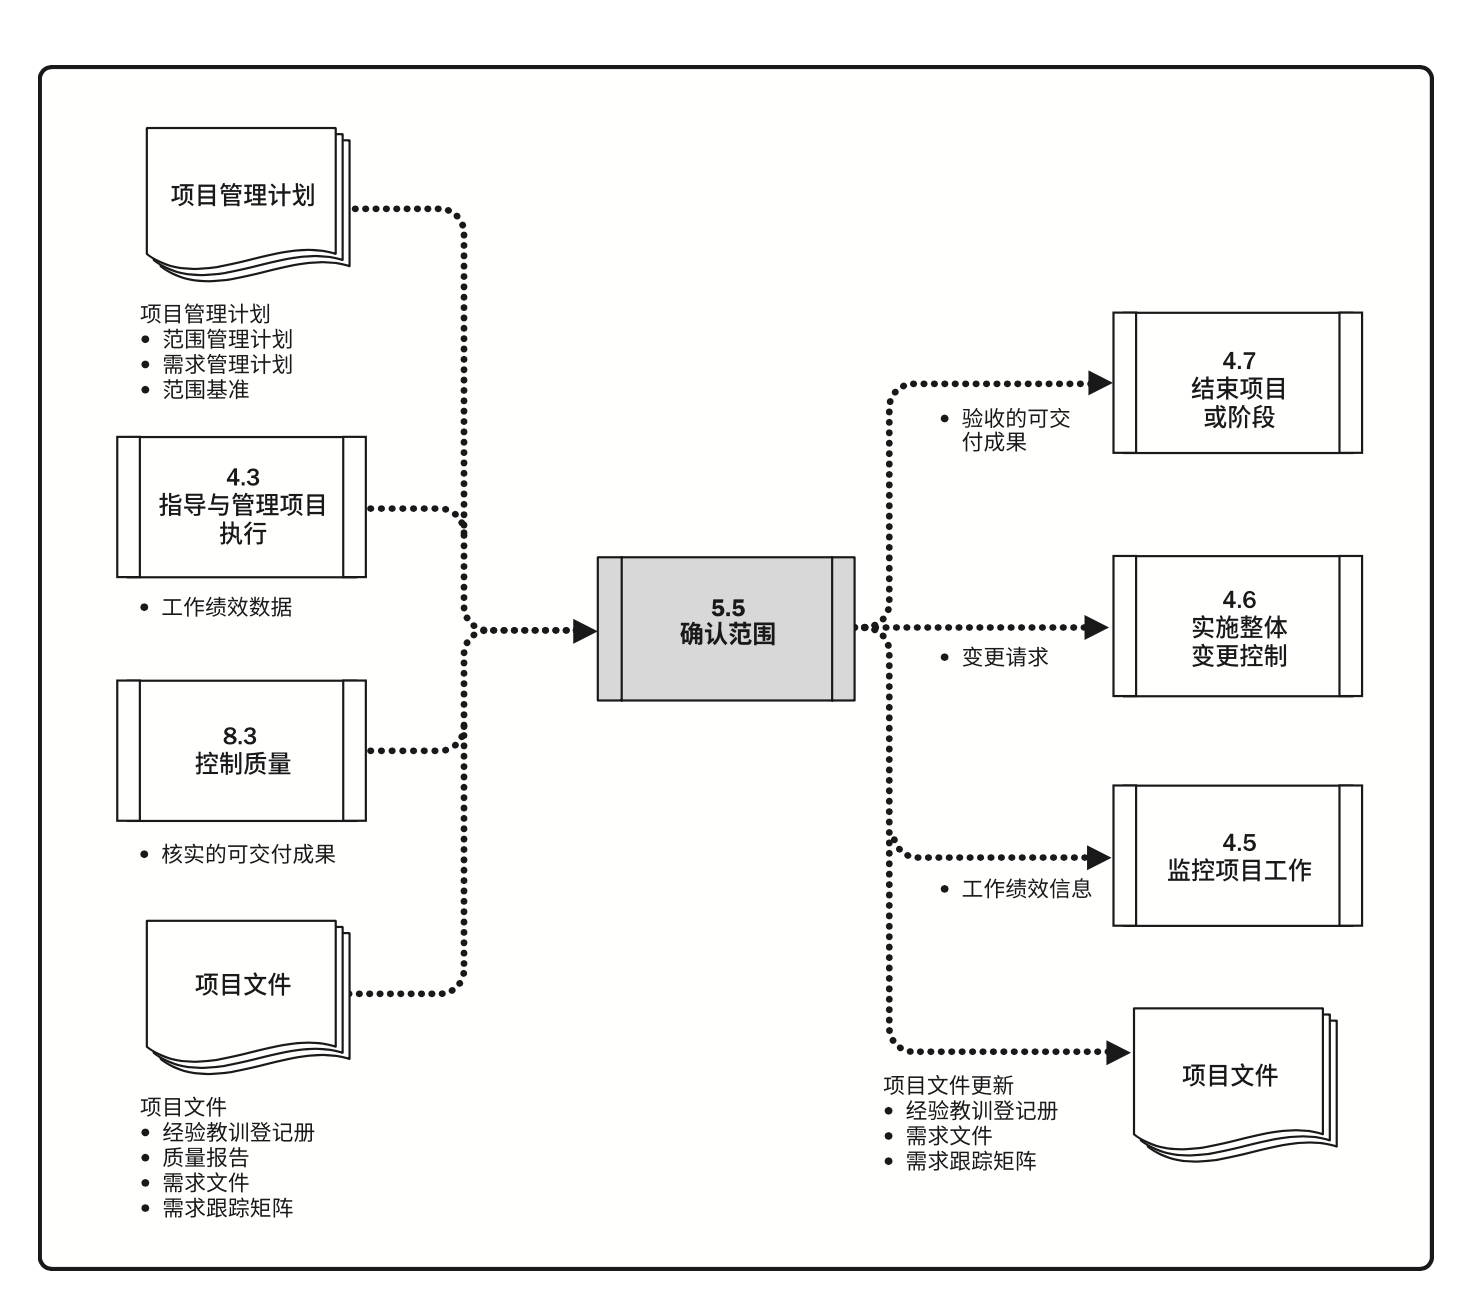 项目管理计划
项目管理计划
• 范围管理计划
• 需求管理计划
• 范围基准
4.3
指导与管理项目
执行
• 工作绩效数据
8.3
控制质量
• 核实的可交付成果
项目文件
项目文件
• 经验教训登记册
• 质量报告
• 需求文件
• 需求跟踪矩阵
5.5
确认范围
4.7
结束项目
或阶段
• 验收的可交
付成果
4.6
实施整体
变更控制
• 变更请求
4.5
监控项目工作
• 工作绩效信息
项目文件
项目文件更新
• 经验教训登记册
• 需求文件
• 需求跟踪矩阵